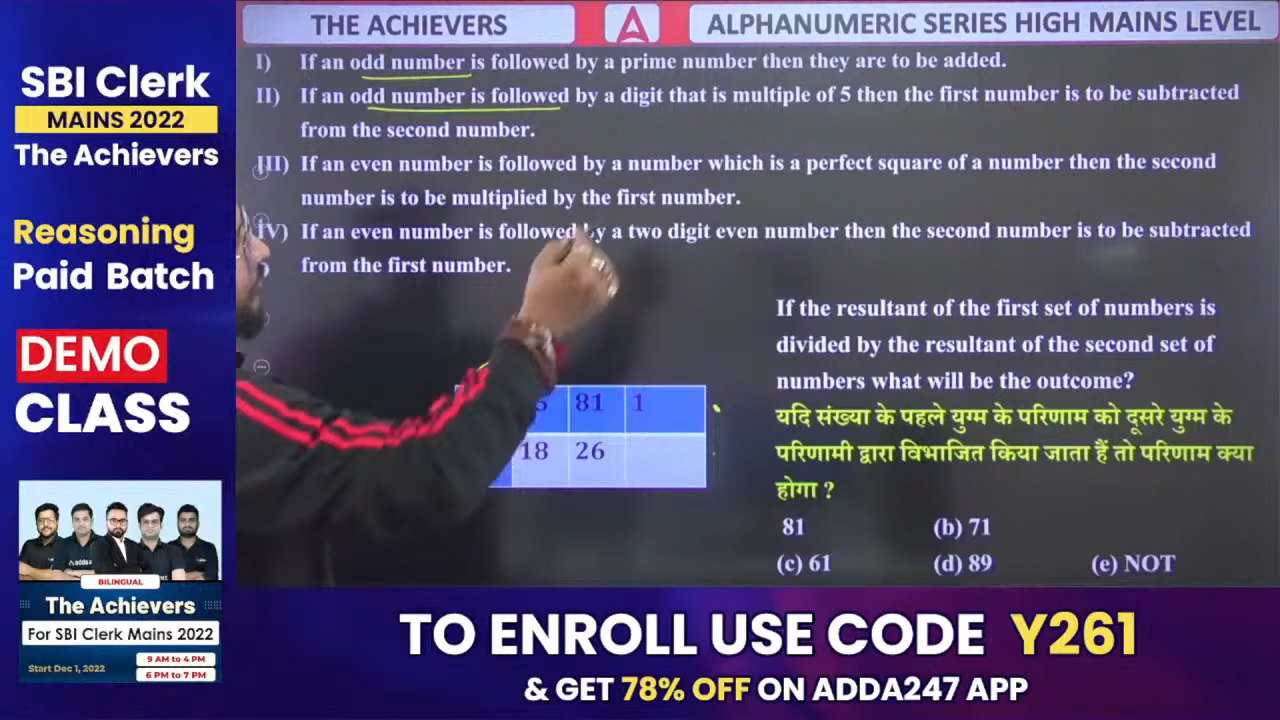 SBI Clerk
MAINS 2022
The Achievers
Reasoning
Paid Batch
DEMO
CLASS
BILINGUAL
The Achievers
For SBI Clerk Mains 2022
Start Dec 1, 2022
9 AM to 4 PM
6 PM to 7 PM
THE ACHIEVERS
ALPHANUMERIC SERIES HIGH MAINS LEVEL
I) If an odd number is followed by a prime number then they are to be added.
II) If an odd number is followed by a digit that is multiple of 5 then the first number is to be subtracted
from the second number.
III) If an even number is followed by a number which is a perfect square of a number then the second
number is to be multiplied by the first number.
IV) If an even number is followed by a two digit even number then the second number is to be subtracted
from the first number.
81 1
18 26
If the resultant of the first set of numbers is
divided by the resultant of the second set of
numbers what will be the outcome?
यदि संख्या के पहले युग्म के परिणाम को दूसरे युग्म के
परिणामी द्वारा विभाजित किया जाता हैं तो परिणाम क्या
होगा ?
81 (b) 71
(c) 61 (d) 89 (e) NOT
TO ENROLL USE CODE Y261
& GET 78% OFF ON ADDA247 APP